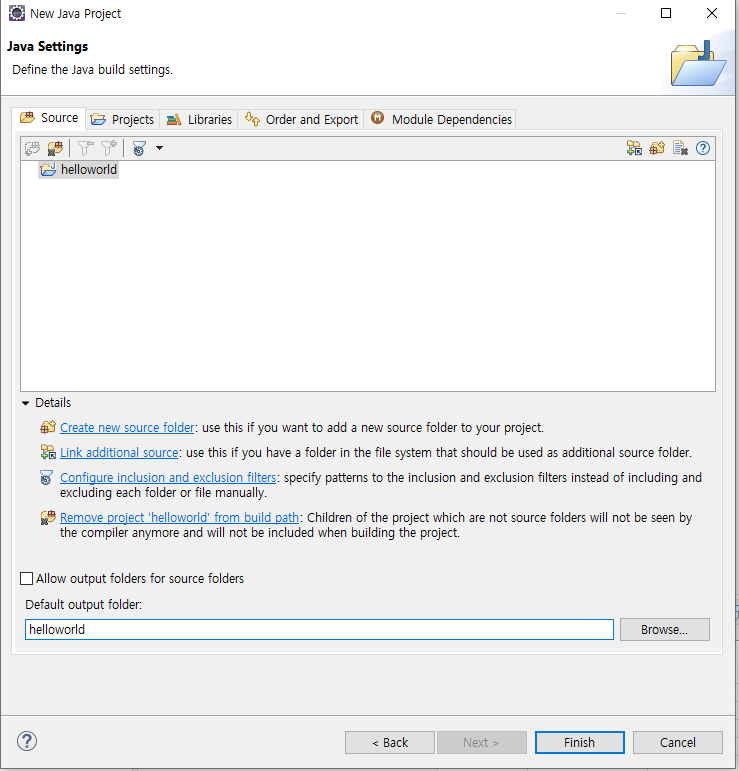 New Java Project
Java Settings
Define the Java build settings.
Source Projects Libraries Order and Export Module Dependencies
helloworld
Details
Create new source folder: use this if you want to add a new source folder to your project.
Link additional source: use this if you have a folder in the file system that should be used as additional source folder.
Configure inclusion and exclusion filters: specify patterns to the inclusion and exclusion filters instead of including and
excluding each folder or file manually.
Remove project 'helloworld' from build path: Children of the project which are not source folders will not be seen by
the compiler anymore and will not be included when building the project.
Allow output folders for source folders
Default output folder:
helloworld Browse...
< Back Next > Finish Cancel